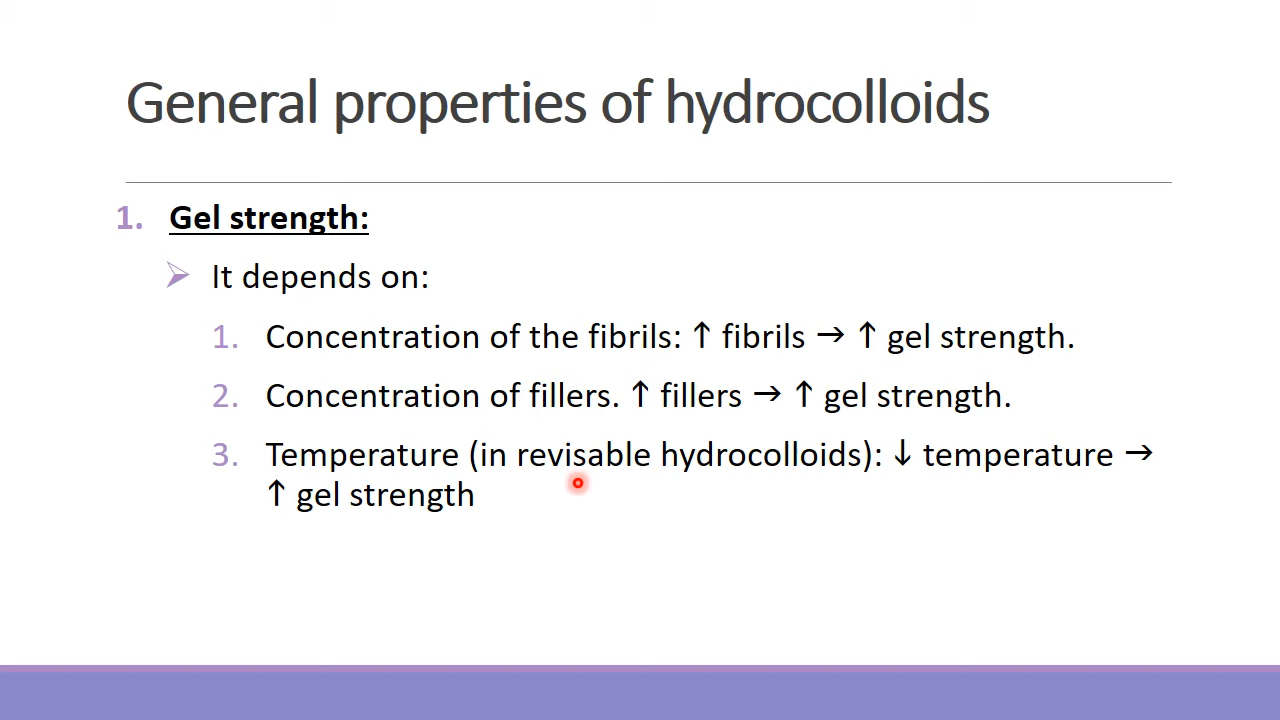 General properties of hydrocolloids
1. Gel strength:
It depends on:
1. Concentration of the fibrils: ↑ fibrils → ↑ gel strength.
2. Concentration of fillers. ↑ fillers → ↑ gel strength.
3. Temperature (in revisable hydrocolloids): ↓ temperature →
↑ gel strength